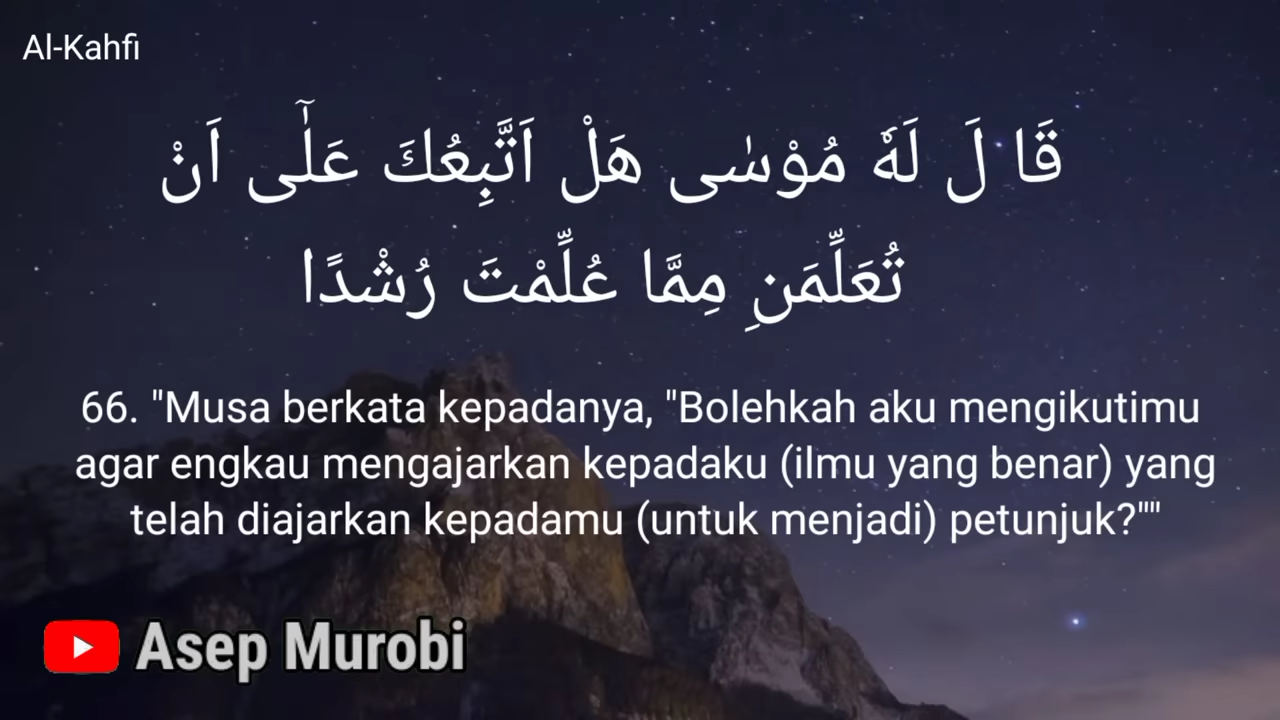 Al-Kahfi
قَا لَ لَهٗ مُوْسٰى هَلْ اَتَّبِعُكَ عَلٰۤى اَنْ
تُعَلِّمَنِ مِمَّا عُلِّمْتَ رُشْدًا
66. "Musa berkata kepadanya, "Bolehkah aku mengikutimu
agar engkau mengajarkan kepadaku (ilmu yang benar) yang
telah diajarkan kepadamu (untuk menjadi) petunjuk?""
Asep Murobi